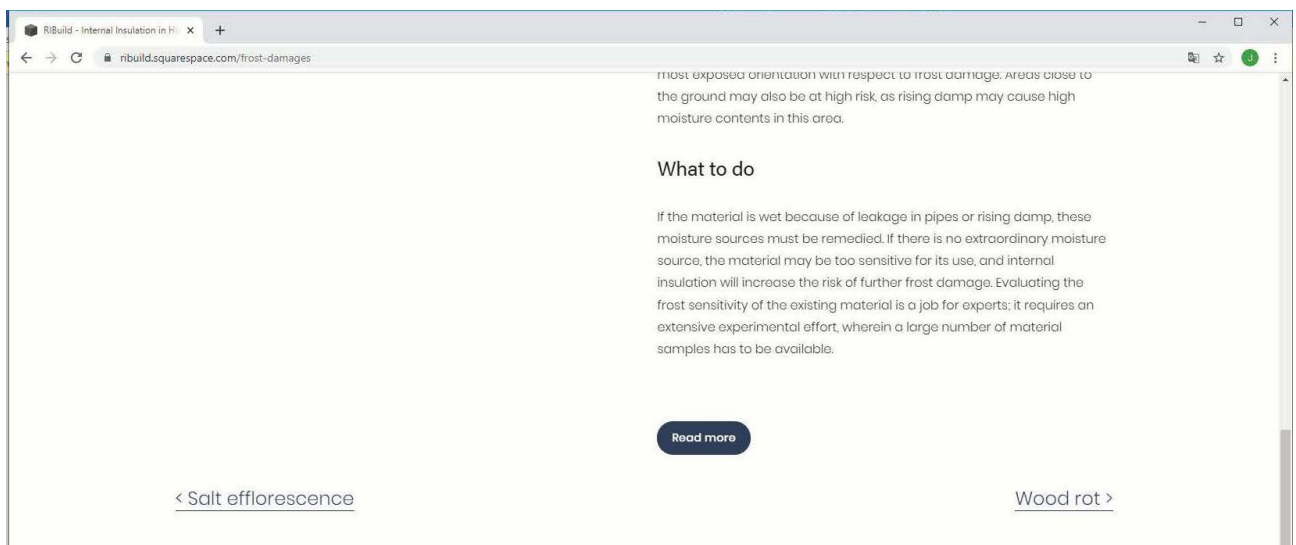 RIBuild - Internal Insulation in Hi
ribuild.squarespace.com/frost-damages
J
most exposed orientation with respect to frost damage. Areas close to
the ground may also be at high risk, as rising damp may cause high
moisture contents in this area.
What to do
If the material is wet because of leakage in pipes or rising damp, these
moisture sources must be remedied. If there is no extraordinary moisture
source, the material may be too sensitive for its use, and internal
insulation will increase the risk of further frost damage. Evaluating the
frost sensitivity of the existing material is a job for experts; it requires an
extensive experimental effort, wherein a large number of material
samples has to be available.
Read more
< Salt efflorescence
Wood rot >